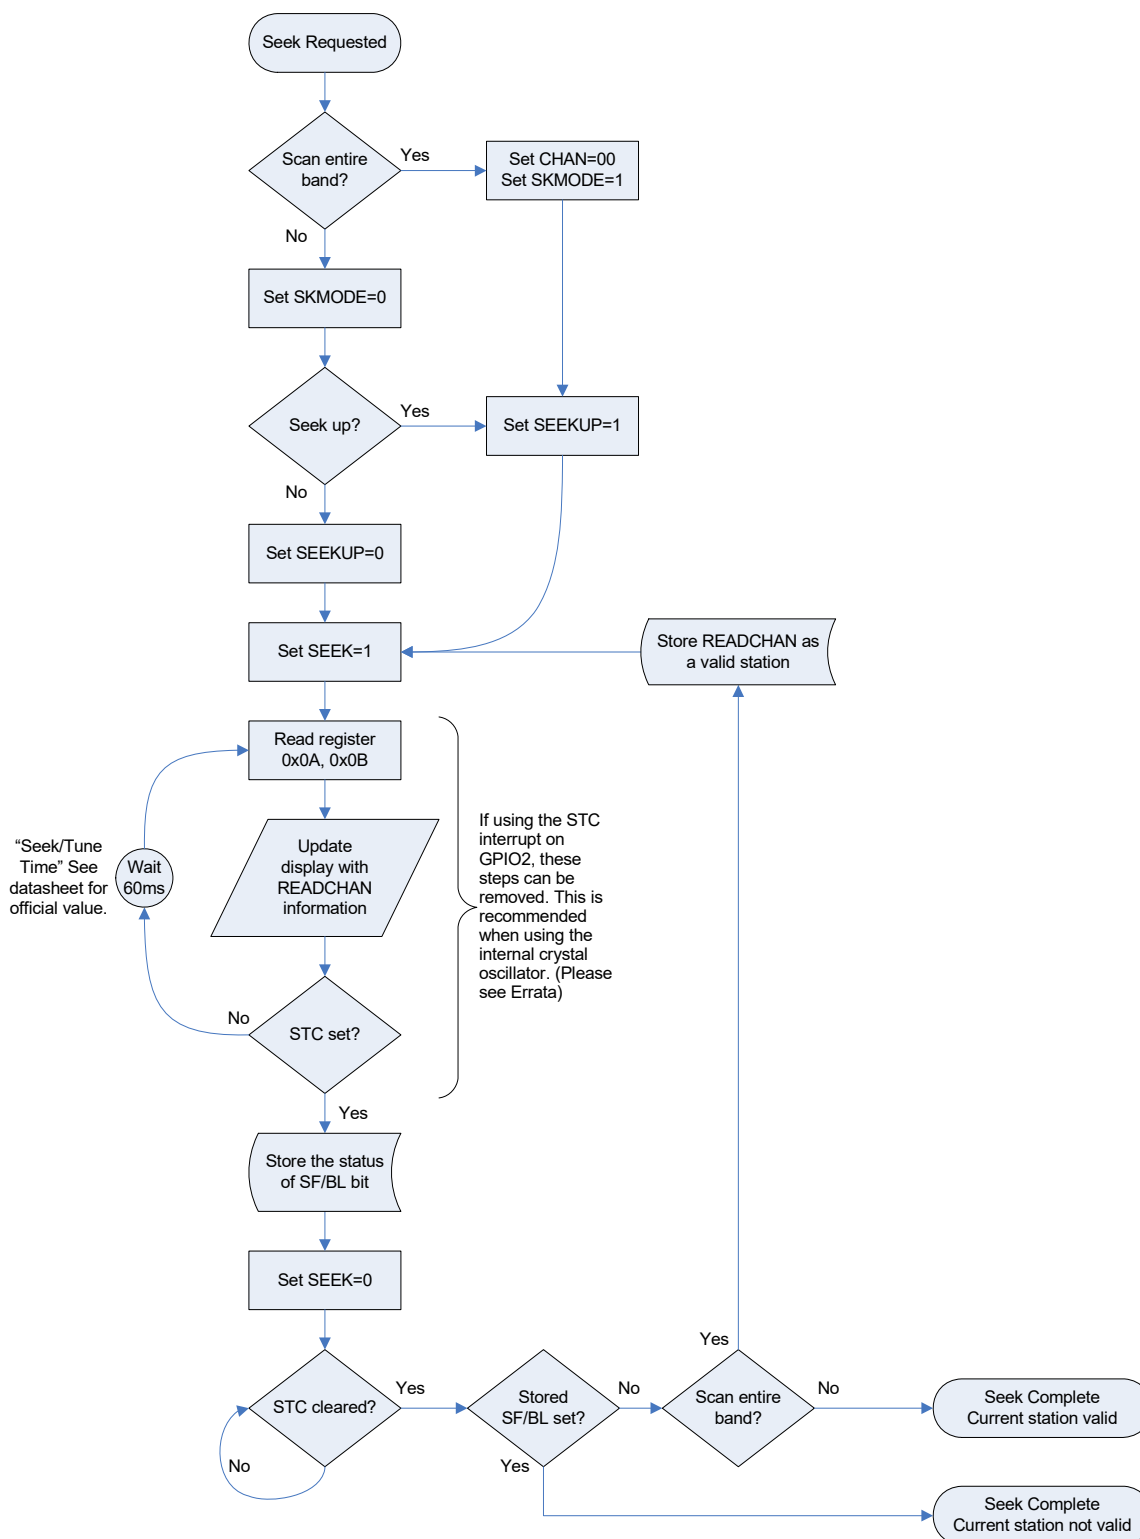 Seek Requested
Scan entire
band?
Yes
Set CHAN=00
Set SKMODE=1
No
Set SKMODE=0
Seek up?
Yes
Set SEEKUP=1
No
Set SEEKUP=0
Set SEEK=1
Store READCHAN as
a valid station
Read register
0x0A, 0x0B
“Seek/Tune
Time” See
datasheet for
official value.
Wait
60ms
Update
display with
READCHAN
information
If using the STC
interrupt on
GPIO2, these
steps can be
removed. This is
recommended
when using the
internal crystal
oscillator. (Please
see Errata)
No
STC set?
Yes
Store the status
of SF/BL bit
Set SEEK=0
STC cleared?
Yes
No
Stored
SF/BL set?
No
Yes
Scan entire
band?
Yes
No
Seek Complete
Current station valid
Seek Complete
Current station not valid